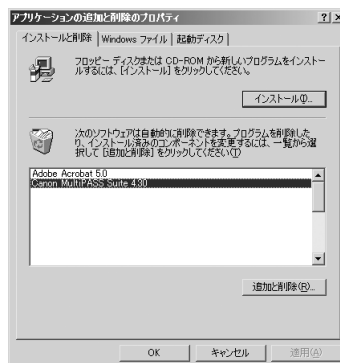 アプリケーションの追加と削除のプロパティ
インストールと削除
Windows ファイル
起動ディスク
フロッピー ディスクまたは CD-ROM から新しいプログラムをインストー
ルするには、[インストール] をクリックしてください。
インストール(I)...
次のソフトウェアは自動的に削除できます。プログラムを削除した
り、インストール済みのコンポーネントを変更するには、一覧から選
択して [追加と削除] をクリックしてください(T)
Adobe Acrobat 5.0
Canon MultiPASS Suite 4.30
追加と削除(R)...
OK
キャンセル
適用(A)